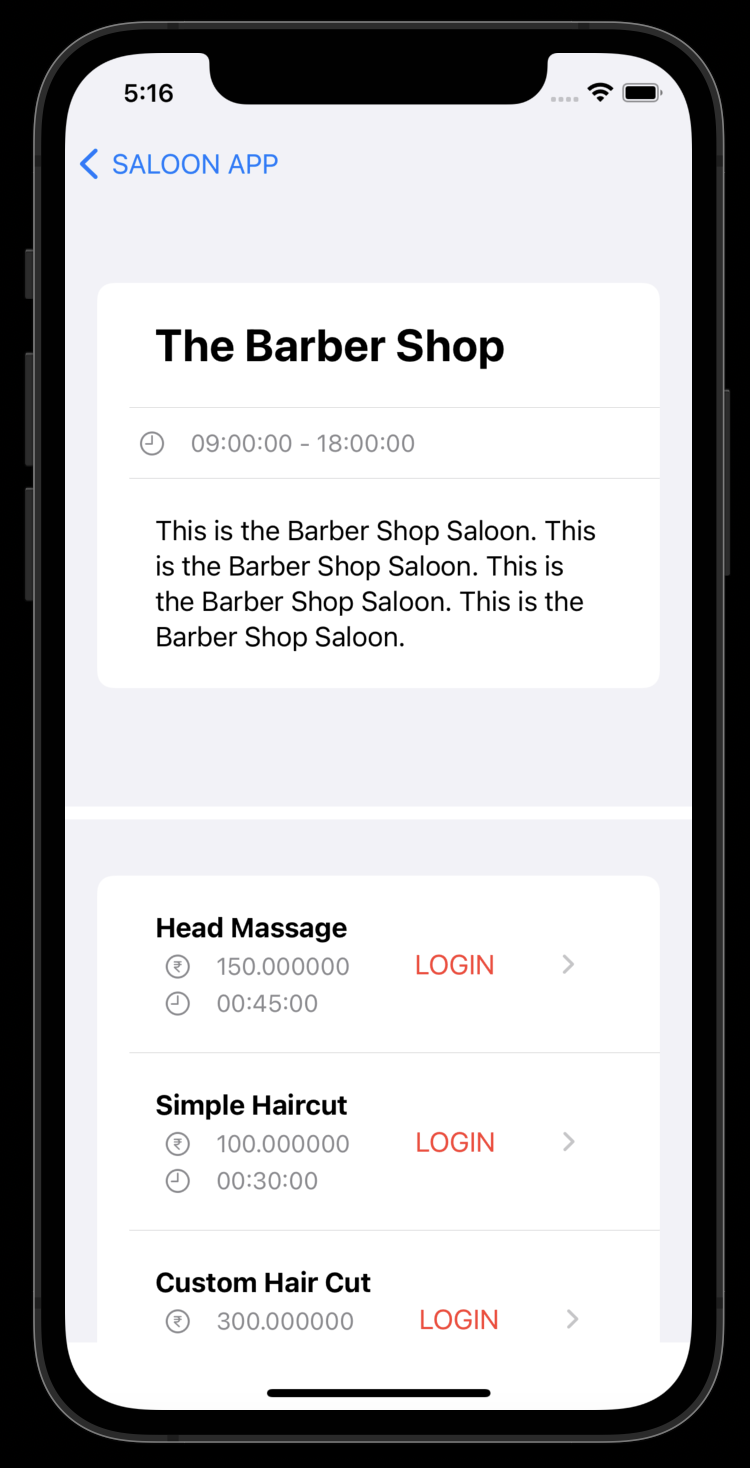 5:16
SALOON APP
The Barber Shop
09:00:00 - 18:00:00
This is the Barber Shop Saloon. This
is the Barber Shop Saloon. This is
the Barber Shop Saloon. This is the
Barber Shop Saloon.
Head Massage
₹ 150.000000 LOGIN
00:45:00
Simple Haircut
₹ 100.000000 LOGIN
00:30:00
Custom Hair Cut
₹ 300.000000 LOGIN